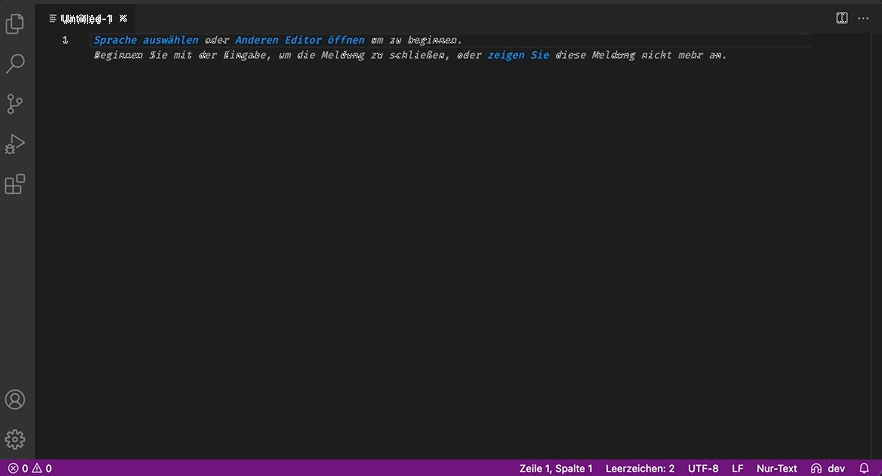 Untitled-1
1 Sprache auswählen oder Anderen Editor öffnen um zu beginnen.
Beginnen Sie mit der Eingabe, um die Meldung zu schließen, oder zeigen Sie diese Meldung nicht mehr an.
0 0 Zeile 1, Spalte 1 Leerzeichen: 2 UTF-8 LF Nur-Text dev